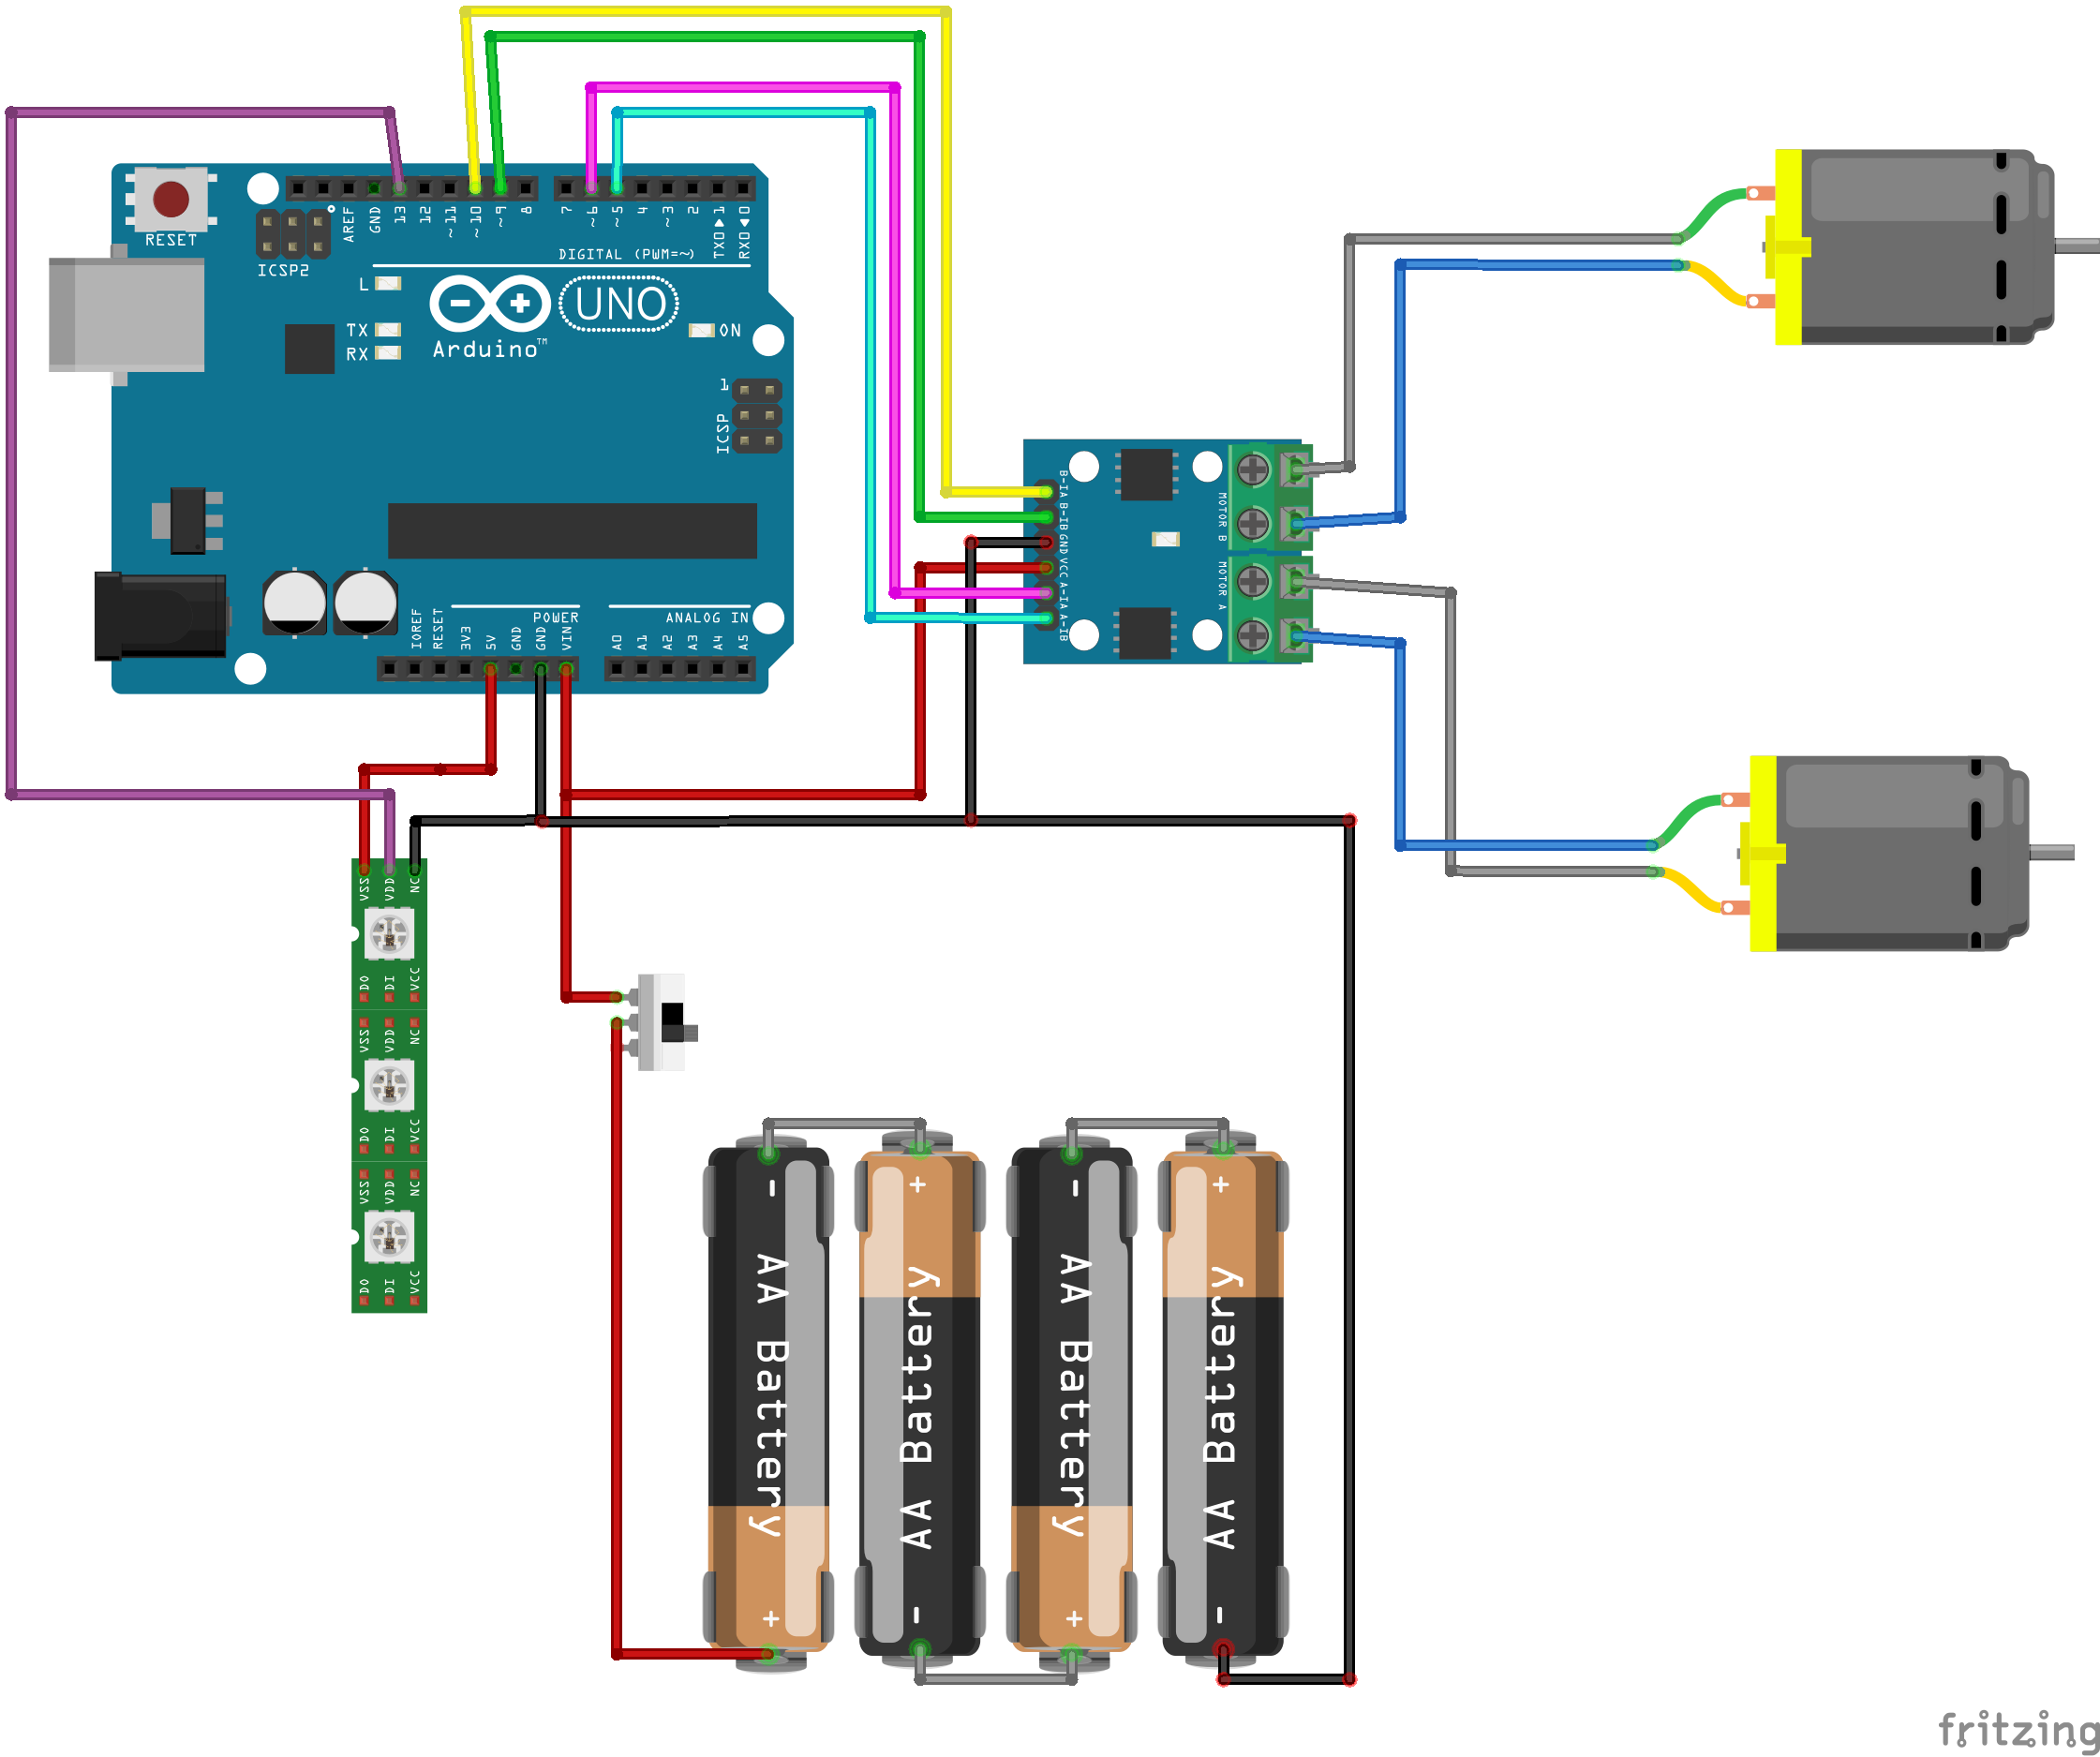 RESET
ICSP2
AREF
GND
13
12
~11
~10
~9
8
7
~6
~5
4
~3
2
TX0▶1
RX0◀0
DIGITAL (PWM=~)
L
TX
RX
UNO
Arduino™
ON
1
ICSP
IOREF
RESET
3V3
5V
GND
GND
VIN
POWER
ANALOG IN
A0
A1
A2
A3
A4
A5
B-IA
B-IB
GND
VCC
A-IA
A-IB
MOTOR B
MOTOR A
VSS
VDD
NC
DO
DI
VCC
VSS
VDD
NC
DO
DI
VCC
VSS
VDD
NC
DO
DI
VCC
- AA Battery +
+ AA Battery -
- AA Battery +
+ AA Battery -
fritzing